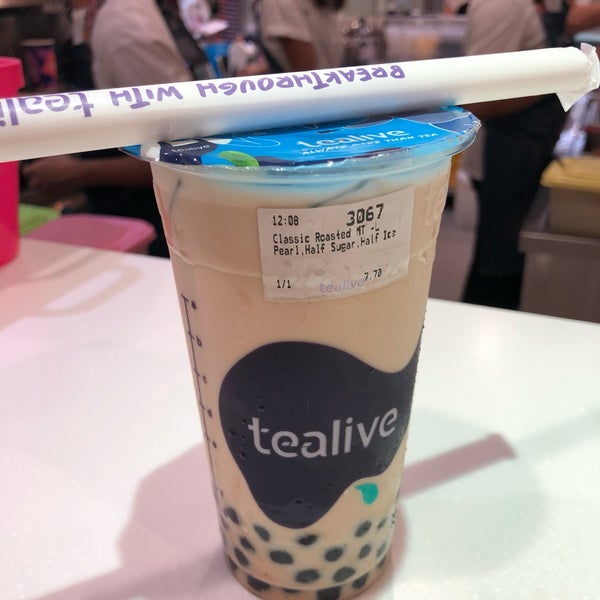 BREAKTHROUGH WITH teali
tealive
tealive
ALWAYS MORE THAN TEA
12:08 3067
Classic Roasted MT -L
Pearl,Half Sugar,Half Ice
1/1 7.70
tealive
a
b
c
d
e
tealive